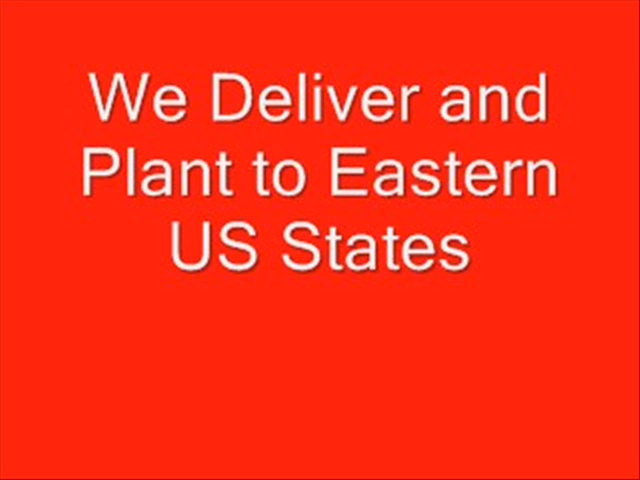 We Deliver and
Plant to Eastern
US States